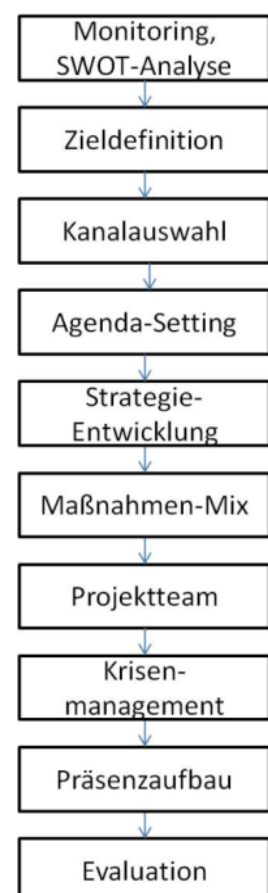 Monitoring,
SWOT-Analyse
Zieldefinition
Kanalauswahl
Agenda-Setting
Strategie-
Entwicklung
Maßnahmen-Mix
Projektteam
Krisen-
management
Präsenzaufbau
Evaluation